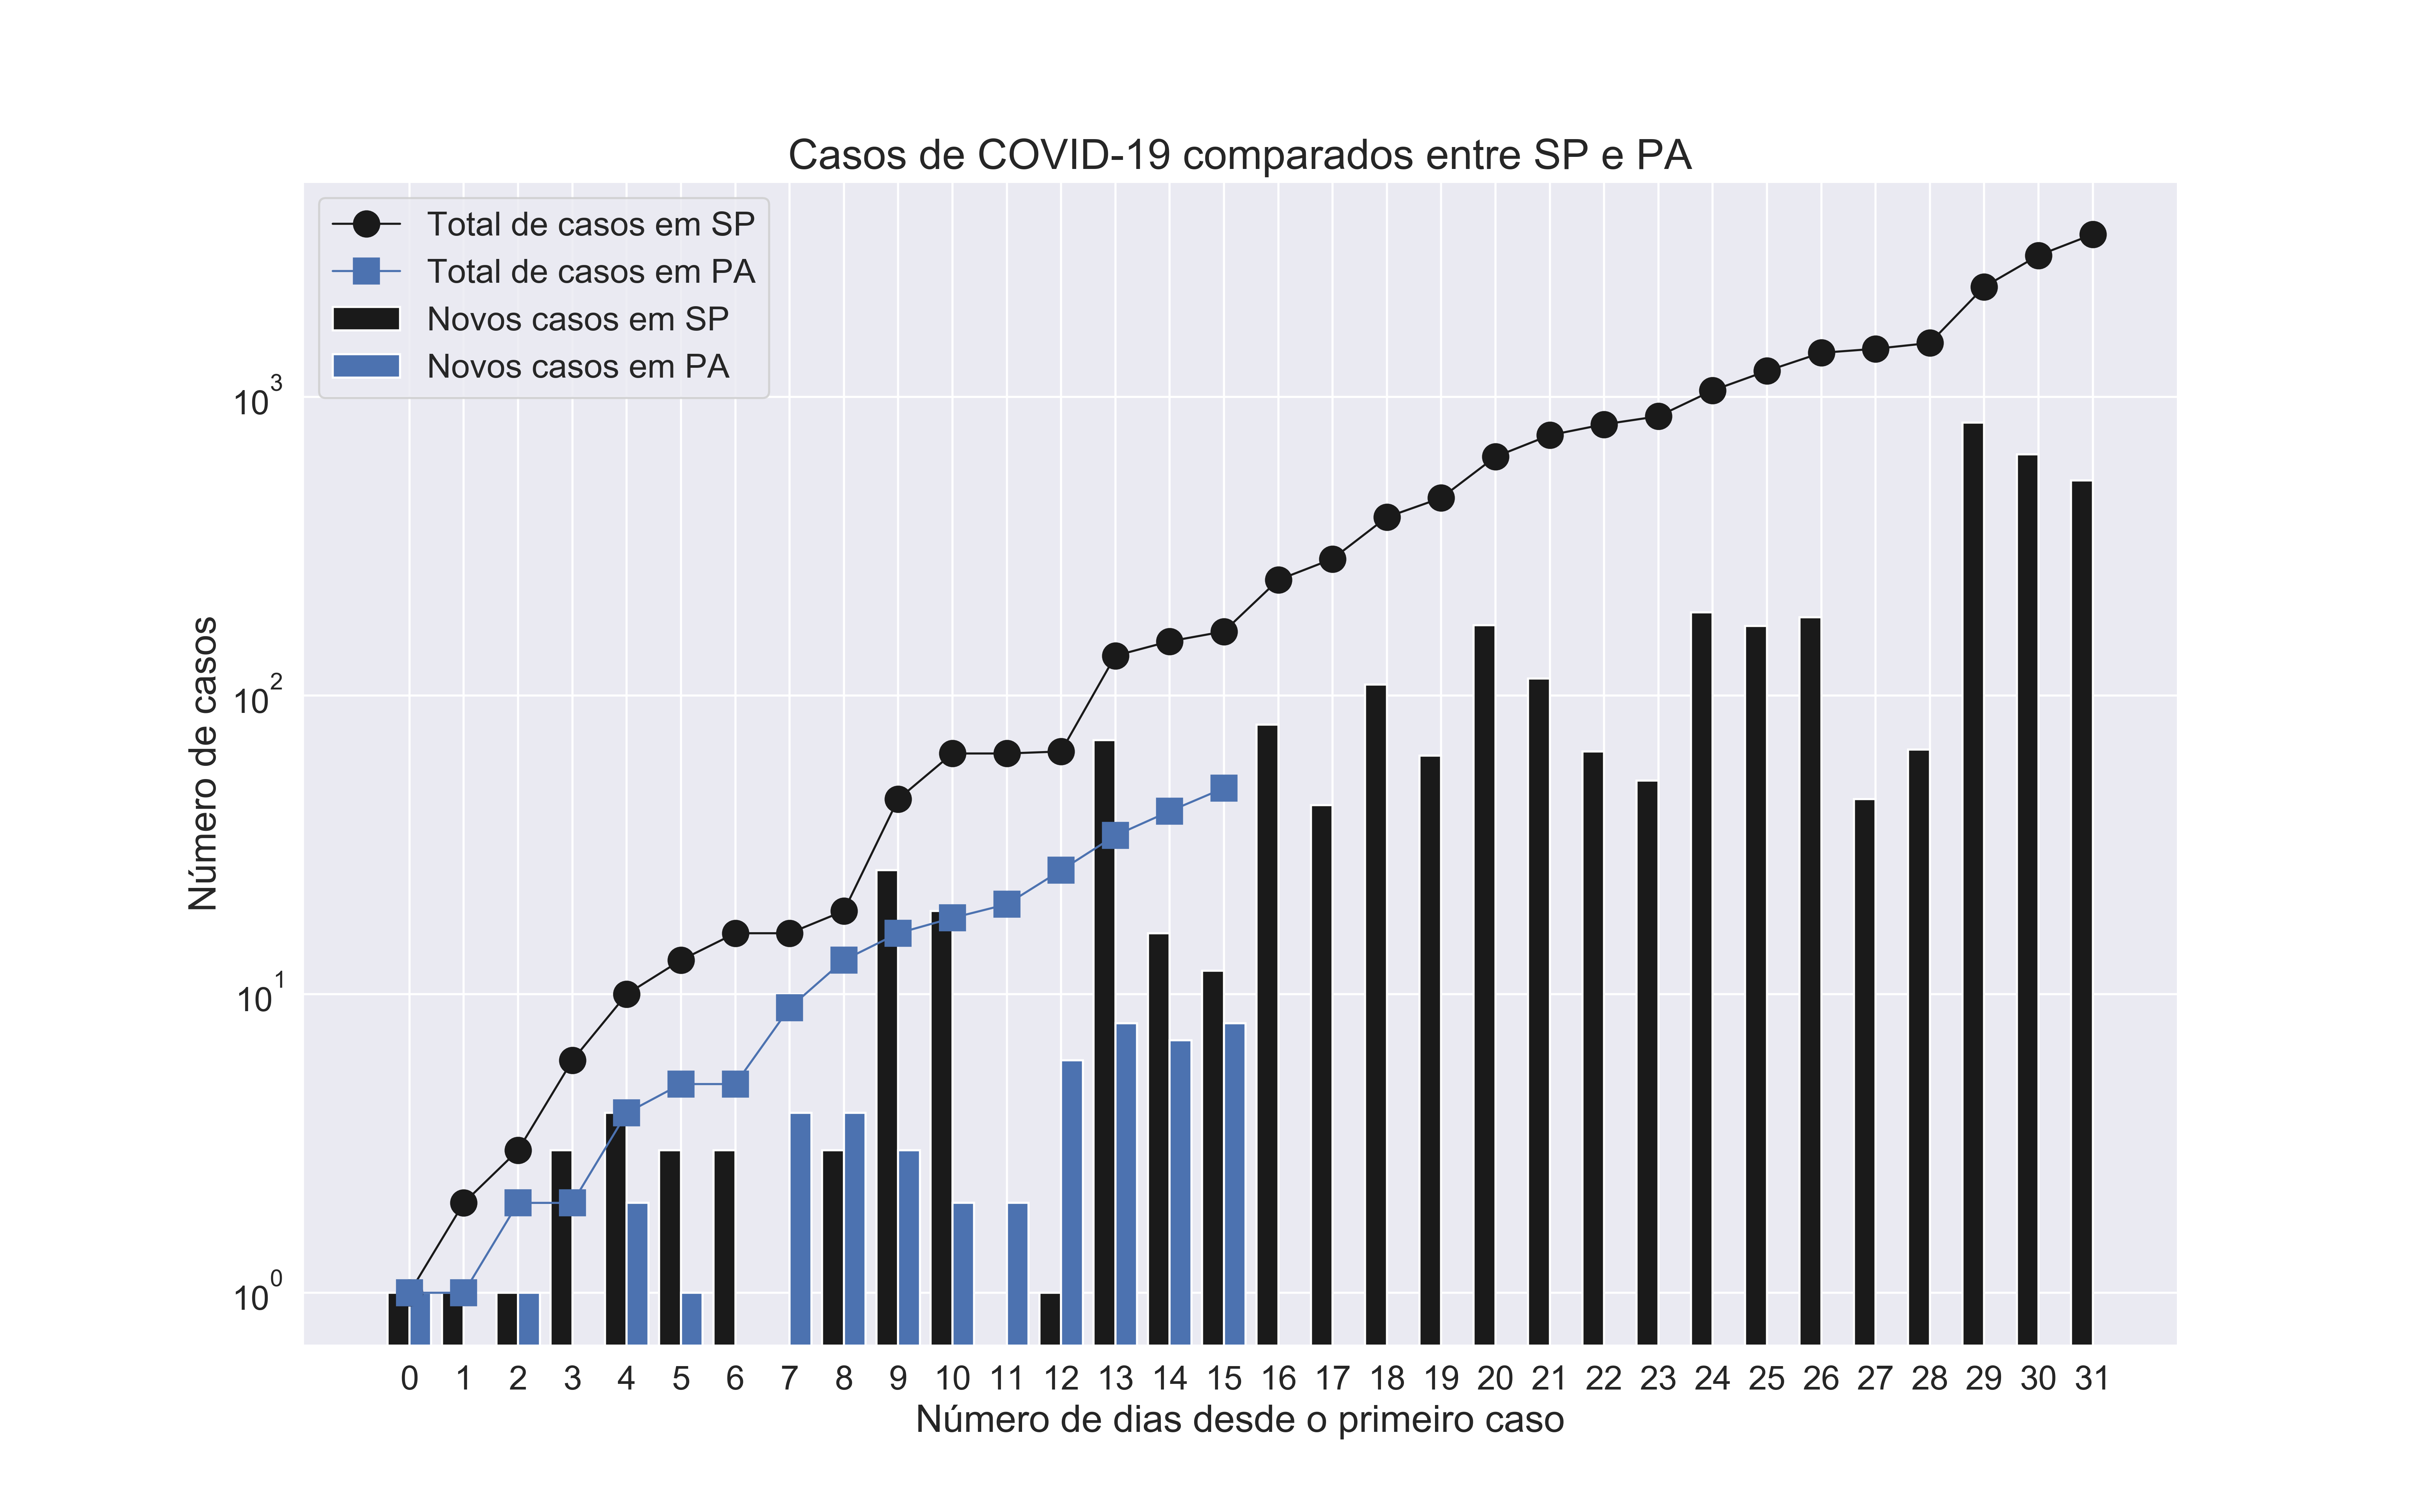 Casos de COVID-19 comparados entre SP e PA
Total de casos em SP
Total de casos em PA
Novos casos em SP
Novos casos em PA
10³
10²
10¹
10⁰
Número de casos
0 1 2 3 4 5 6 7 8 9 10 11 12 13 14 15 16 17 18 19 20 21 22 23 24 25 26 27 28 29 30 31
Número de dias desde o primeiro caso